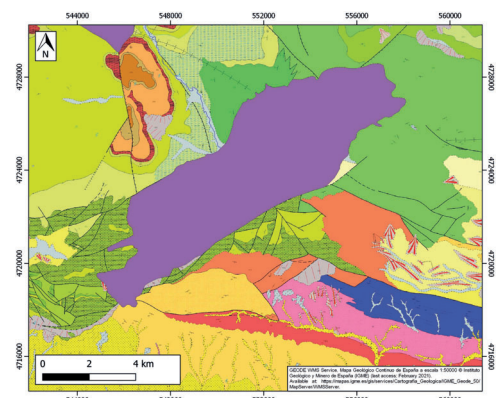 544000 548000 552000 556000 560000
N
4728000 4728000
4724000 4724000
4720000 4720000
4716000 4716000
0 2 4 km
GEODE WMS Service. Mapa Geológico Continuo de España a escala 1:50000 © Instituto
Geológico y Minero de España (IGME) (last access: February 2021).
Available at https://mapas.igme.es/gis/services/Cartografia_Geologica/IGME_Geode_50/
MapServer/WMSServer.